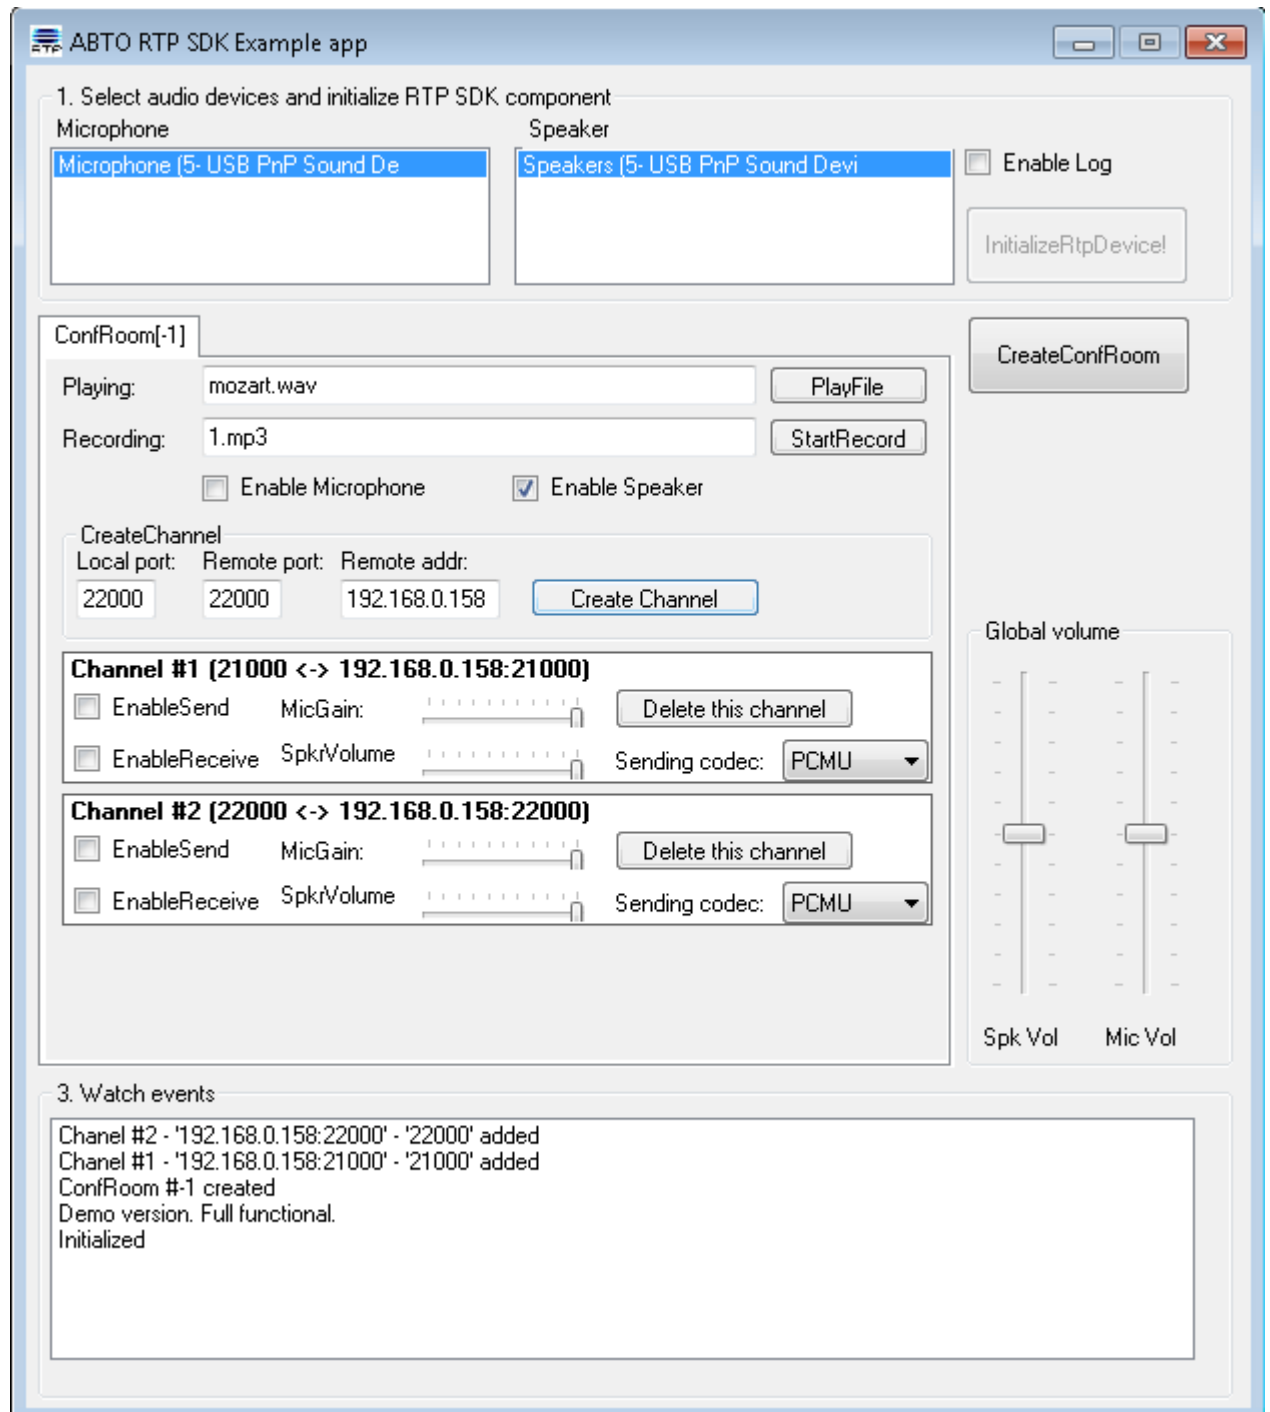 RTP ABTO RTP SDK Example app
1. Select audio devices and initialize RTP SDK component
Microphone Speaker
Microphone (5- USB PnP Sound De Speakers (5- USB PnP Sound Devi Enable Log
InitializeRtpDevice!
ConfRoom[-1]
CreateConfRoom
Playing: mozart.wav PlayFile
Recording: 1.mp3 StartRecord
Enable Microphone Enable Speaker
CreateChannel
Local port: Remote port: Remote addr:
22000 22000 192.168.0.158 Create Channel
Global volume
Channel #1 (21000 <-> 192.168.0.158:21000)
EnableSend MicGain: Delete this channel
EnableReceive SpkrVolume Sending codec: PCMU
Channel #2 (22000 <-> 192.168.0.158:22000)
EnableSend MicGain: Delete this channel
EnableReceive SpkrVolume Sending codec: PCMU
Spk Vol Mic Vol
3. Watch events
Chanel #2 - '192.168.0.158:22000' - '22000' added
Chanel #1 - '192.168.0.158:21000' - '21000' added
ConfRoom #-1 created
Demo version. Full functional.
Initialized